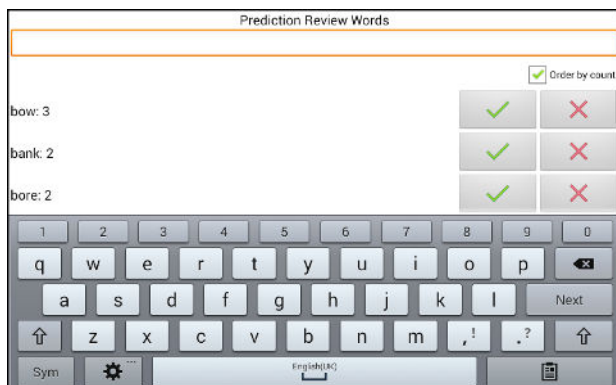 Prediction Review Words
Order by count
bow: 3
bank: 2
bore: 2
1 2 3 4 5 6 7 8 9 0
q w e r t y u i o p
a s d f g h j k l Next
z x c v b n m ,! .?
Sym English(UK)